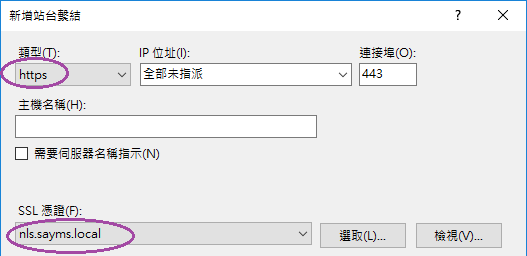 新增站台繫結 ? ×
類型(T): IP 位址(I): 連接埠(O):
https 全部未指派 443
主機名稱(H):
需要伺服器名稱指示(N)
SSL 憑證(F):
nls.sayms.local 選取(L)... 檢視(V)...